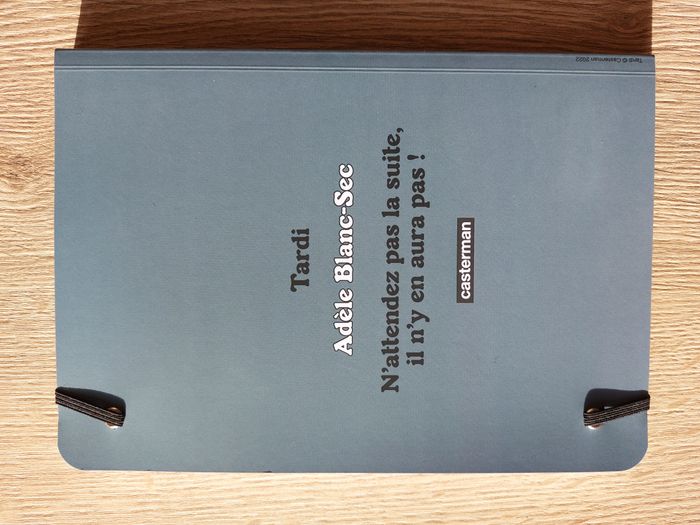 Tardi
Adèle Blanc-Sec
N'attendez pas la suite,
il n'y en aura pas !
casterman
Tardi © Casterman 2022